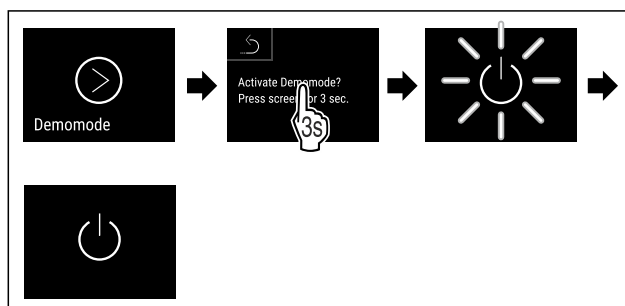 Demomode
Activate Demomode?
Press screen for 3 sec.
3s